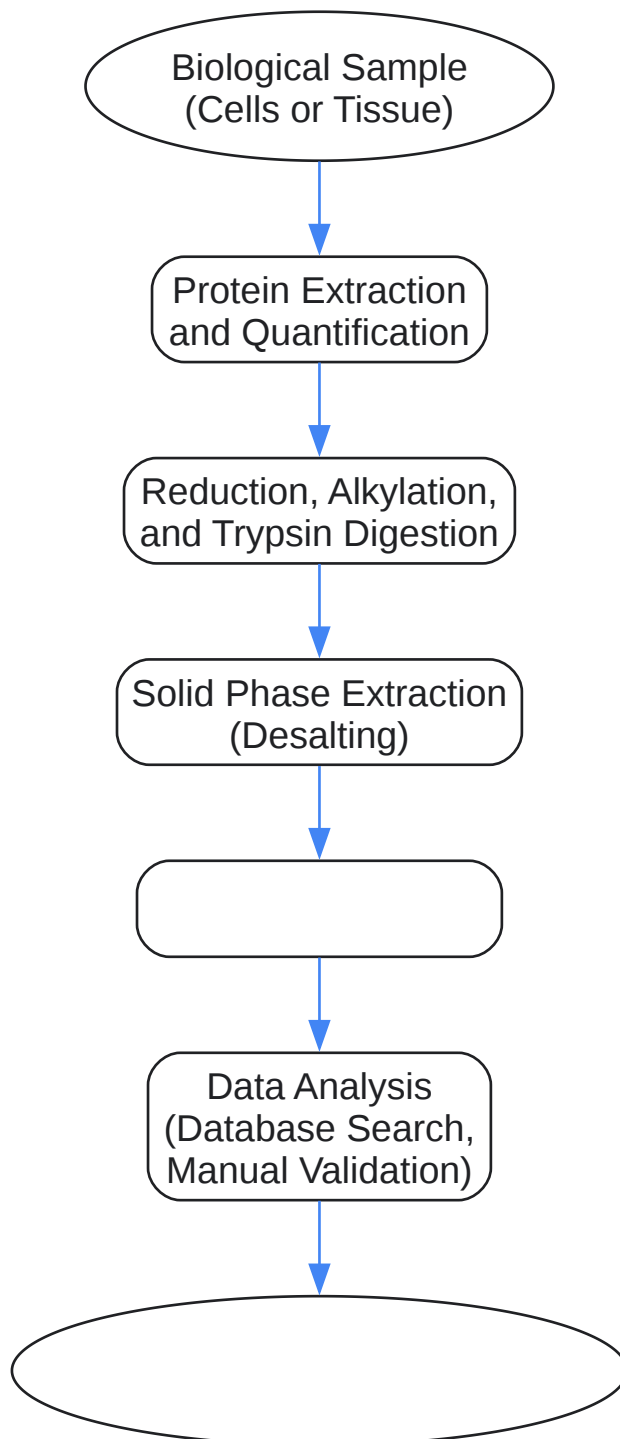 Biological Sample
(Cells or Tissue)
Protein Extraction
and Quantification
Reduction, Alkylation,
and Trypsin Digestion
Solid Phase Extraction
(Desalting)
Data Analysis
(Database Search,
Manual Validation)